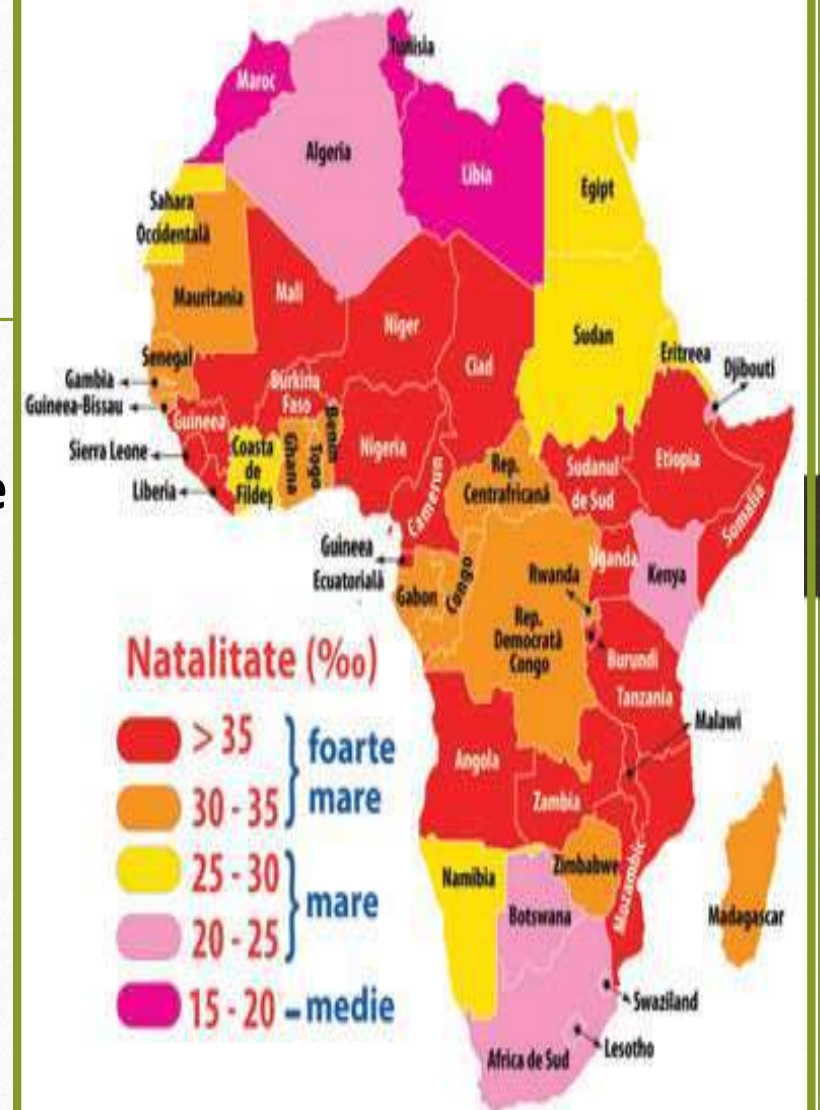 Tunisia
Maroc
Algeria
Libia
Egipt
Sahara
Occidentală
Mauritania
Mali
Niger
Ciad
Sudan
Eritreea
Djibouti
Senegal
Gambia
Guineea-Bissau
Guineea
Burkina
Faso
Sierra Leone
Liberia
Coasta
de
Fildeș
Ghana
Togo
Benin
Nigeria
Camerun
Rep.
Centrafricană
Sudanul
de Sud
Etiopia
Somalia
e
Guineea
Ecuatorială
Gabon
Congo
Rwanda
Uganda
Kenya
Rep.
Democrată
Congo
Burundi
Tanzania
Malawi
Angola
Zambia
Mozambic
Zimbabwe
Namibia
Botswana
Madagascar
Swaziland
Lesotho
Africa de Sud
Natalitate (‰)
> 35
30 - 35
foarte
mare
25 - 30
20 - 25
mare
15 - 20 – medie